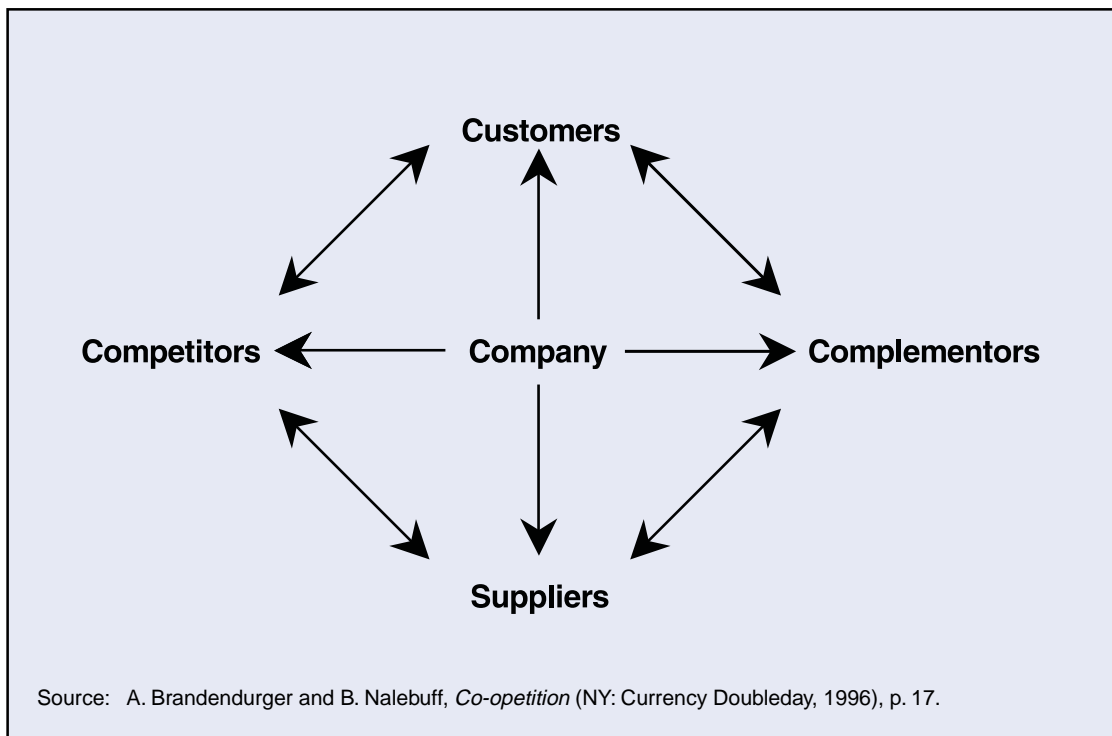 Customers
Competitors Company Complementors
Suppliers
Source: A. Brandendurger and B. Nalebuff, Co-opetition (NY: Currency Doubleday, 1996), p. 17.